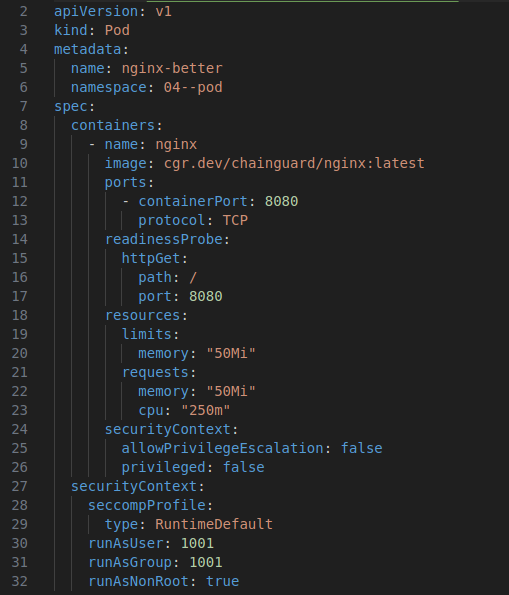 2 apiVersion: v1
3 kind: Pod
4 metadata:
5   name: nginx-better
6   namespace: 04--pod
7 spec:
8   containers:
9     - name: nginx
10       image: cgr.dev/chainguard/nginx:latest
11       ports:
12         - containerPort: 8080
13           protocol: TCP
14       readinessProbe:
15         httpGet:
16           path: /
17           port: 8080
18       resources:
19         limits:
20           memory: "50Mi"
21         requests:
22           memory: "50Mi"
23           cpu: "250m"
24       securityContext:
25         allowPrivilegeEscalation: false
26         privileged: false
27   securityContext:
28     seccompProfile:
29       type: RuntimeDefault
30     runAsUser: 1001
31     runAsGroup: 1001
32     runAsNonRoot: true